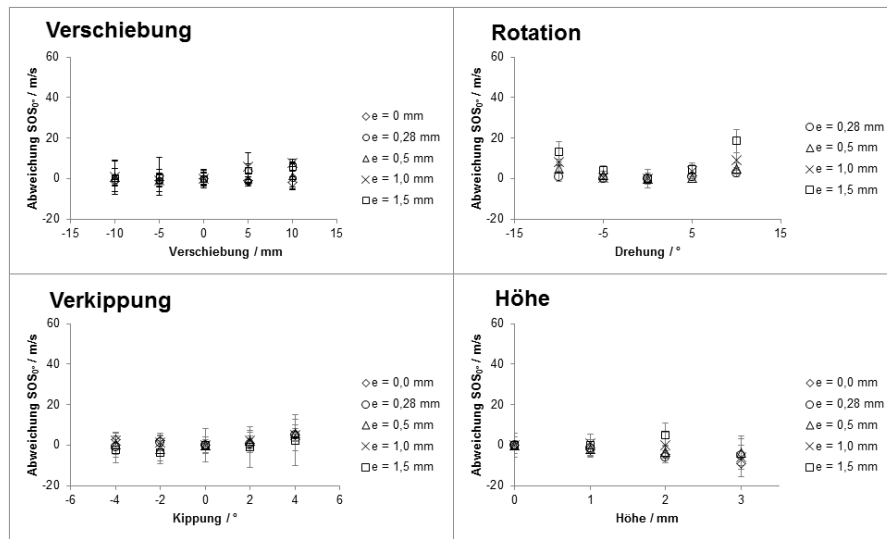 Verschiebung
Abweichung SOS₀° / m/s
60
40
20
0
-20
-15 -10 -5 0 5 10 15
Verschiebung / mm
e = 0 mm
e = 0,28 mm
e = 0,5 mm
e = 1,0 mm
e = 1,5 mm
Rotation
Abweichung SOS₀° / m/s
60
40
20
0
-20
-15 -5 5 15
Drehung / °
e = 0,28 mm
e = 0,5 mm
e = 1,0 mm
e = 1,5 mm
Verkippung
Abweichung SOS₀° / m/s
60
40
20
0
-20
-6 -4 -2 0 2 4 6
Kippung / °
e = 0,0 mm
e = 0,28 mm
e = 0,5 mm
e = 1,0 mm
e = 1,5 mm
Höhe
Abweichung SOS₀° / m/s
60
40
20
0
-20
0 1 2 3
Höhe / mm
e = 0,0 mm
e = 0,28 mm
e = 0,5 mm
e = 1,0 mm
e = 1,5 mm